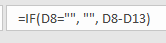 =IF(D8="", "", D8-D13)